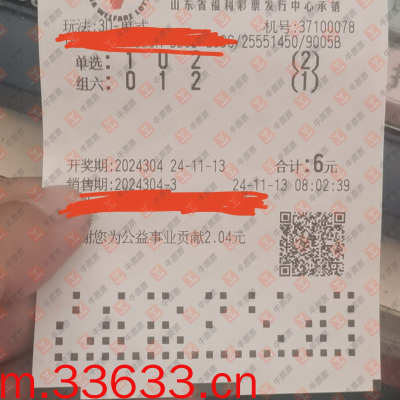 山东省福利彩票发行中心承销
玩法:3D-单式
机号:37100078
/25551450/9005B
单选: 1 0 2 (2)
组六: 0 1 2 (1)
开奖期:2024304 24-11-13 合计:6元
销售期:2024304-3 24-11-13 08:02:39
谢您为公益事业贡献2.04元
m.33633.cn